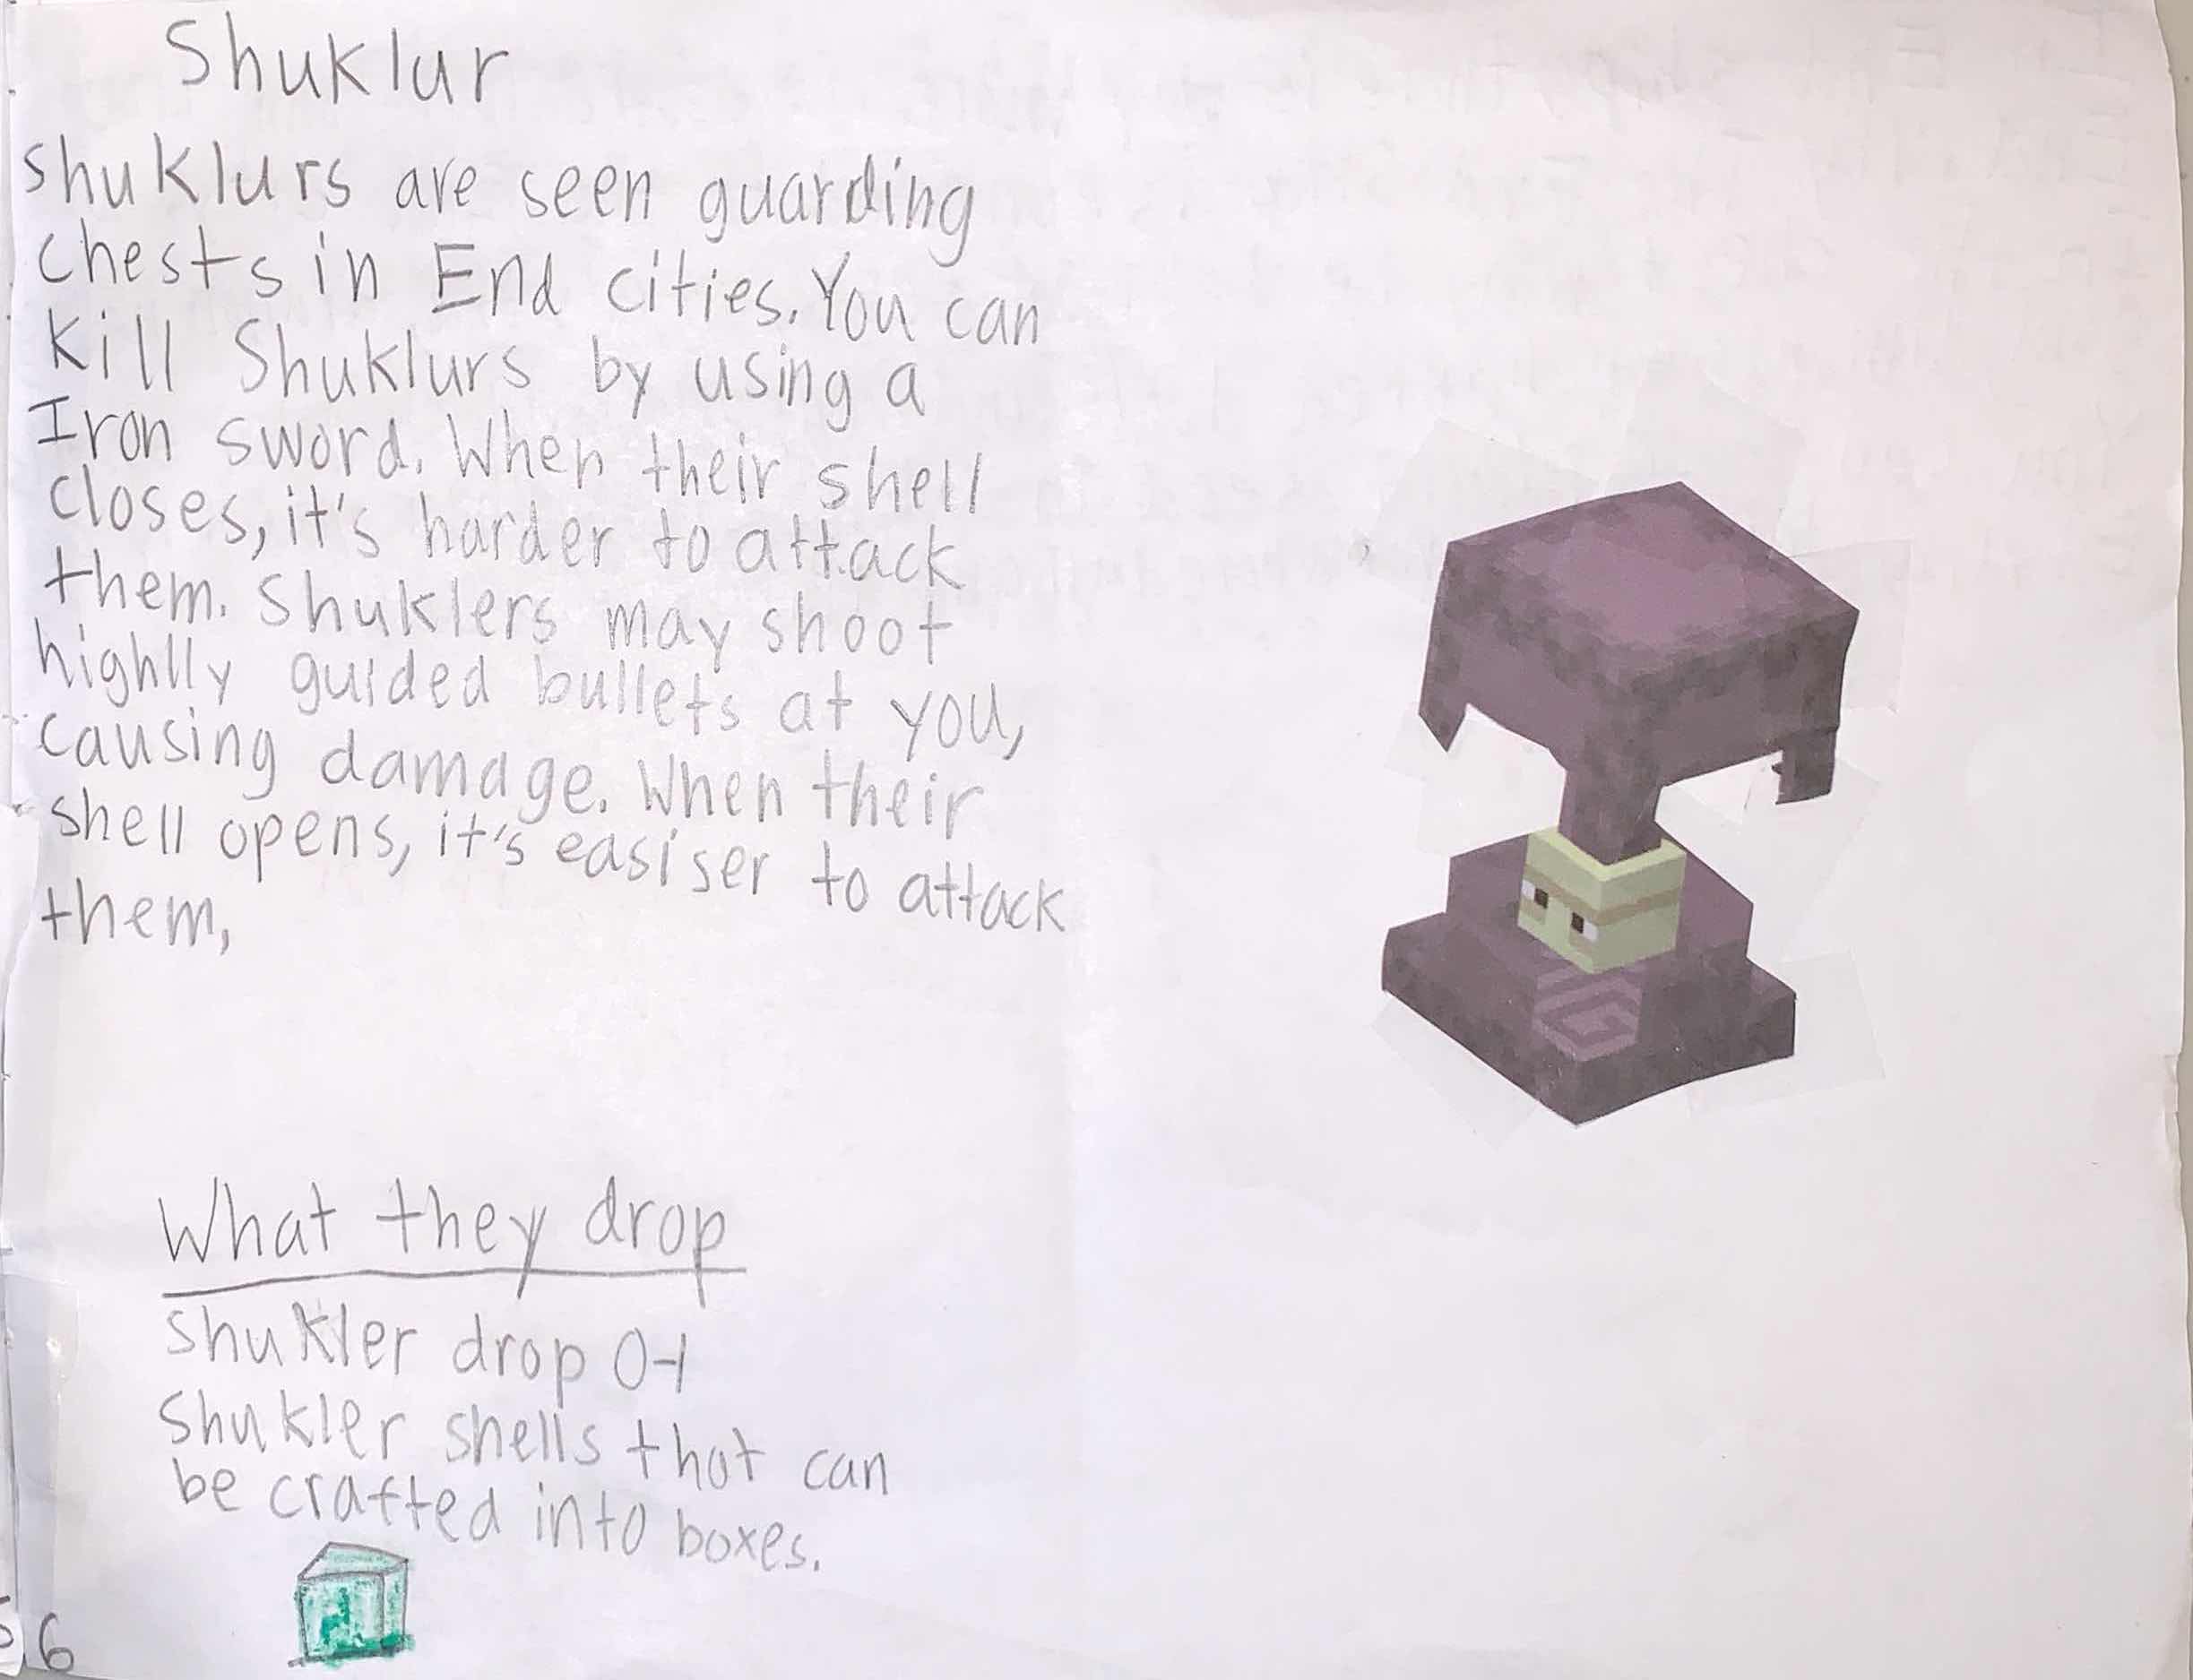 Shuklur
shuklurs are seen guarding
chests in End cities. You can
kill Shuklurs by using a
Iron sword. When their shell
closes, it's harder to attack
them. Shuklers may shoot
highlly guided bullets at you,
causing damage. When their
shell opens, it's easiser to attack
them,
What they drop
Shukler drop 0-1
Shukler shells that can
be crafted into boxes.
56